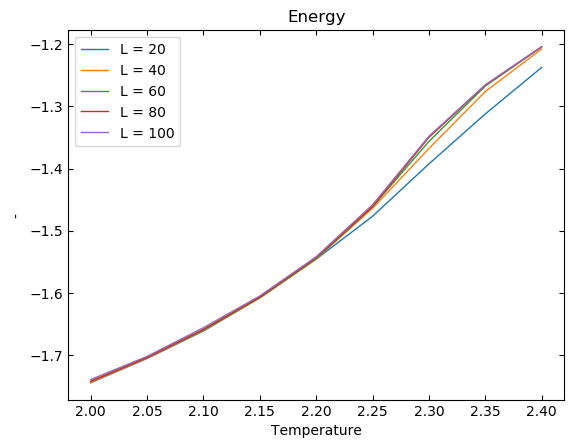 Energy
L = 20
L = 40
L = 60
L = 80
L = 100
−1.2
−1.3
−1.4
−1.5
−1.6
−1.7
-
2.00 2.05 2.10 2.15 2.20 2.25 2.30 2.35 2.40
Temperature